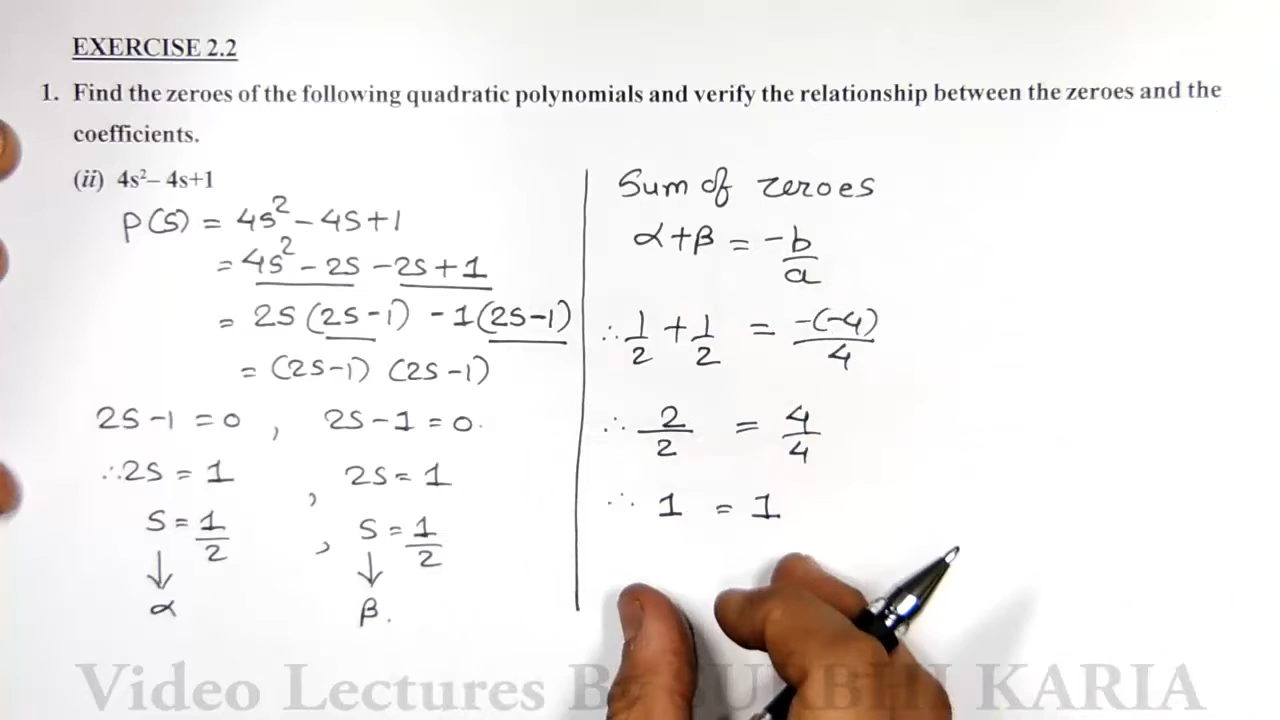 EXERCISE 2.2
1. Find the zeroes of the following quadratic polynomials and verify the relationship between the zeroes and the
coefficients.
(ii) 4s²– 4s+1
P(S) = 4s² – 4s+1
= 4s² – 2s – 2s + 1
= 2s (2s – 1) – 1(2s – 1)
= (2s–1) (2s–1)
2s –1 = 0 , 2s – 1 = 0.
∴ 2s = 1 , 2s = 1
s = 1/2 , s = 1/2
↓ ↓
α β.
Sum of zeroes
α+β = -b/a
∴ 1/2 + 1/2 = -(-4)/4
∴ 2/2 = 4/4
∴ 1 = 1
Video Lectures KARIA